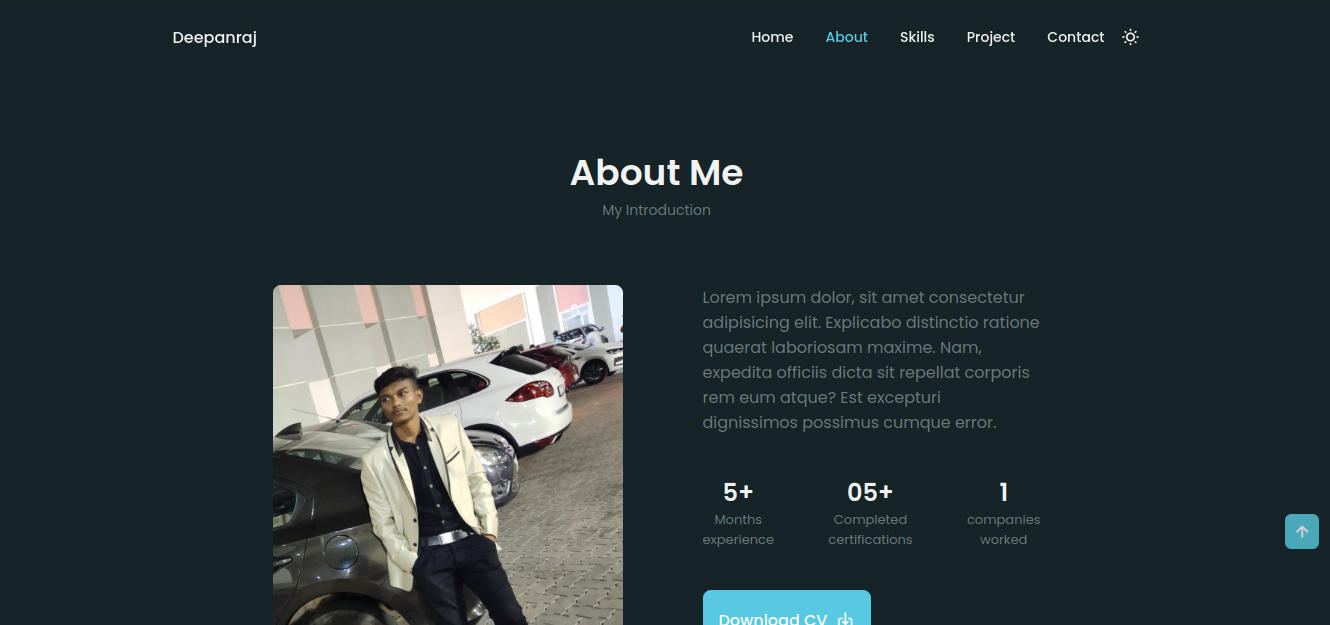 Deepanraj
Home About Skills Project Contact
About Me
My Introduction
Lorem ipsum dolor, sit amet consectetur
adipisicing elit. Explicabo distinctio ratione
quaerat laboriosam maxime. Nam,
expedita officiis dicta sit repellat corporis
rem eum atque? Est excepturi
dignissimos possimus cumque error.
5+ 05+ 1
Months Completed companies
experience certifications worked
Download CV